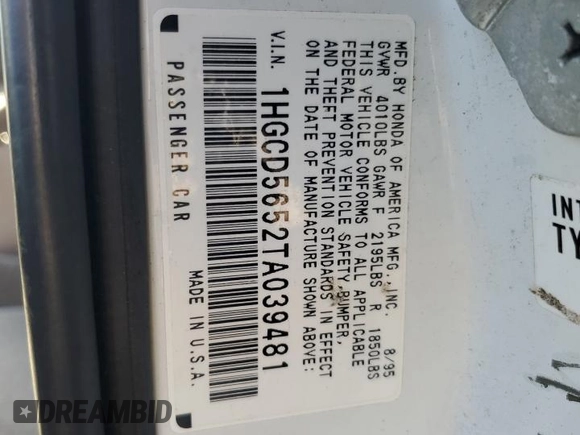 MFD. BY HONDA OF AMERICA MFG., INC. 8/95
GVWR 4010LBS GAWR F 2195LBS R 1850LBS
THIS VEHICLE CONFORMS TO ALL APPLICABLE
FEDERAL MOTOR VEHICLE SAFETY,BUMPER,
AND THEFT PREVENTION STANDARDS IN EFFECT
ON THE DATE OF MANUFACTURE SHOWN ABOVE:
V.I.N. 1HGCD5652TA039481
PASSENGER CAR MADE IN U.S.A.
INT
TY
DREAMBID